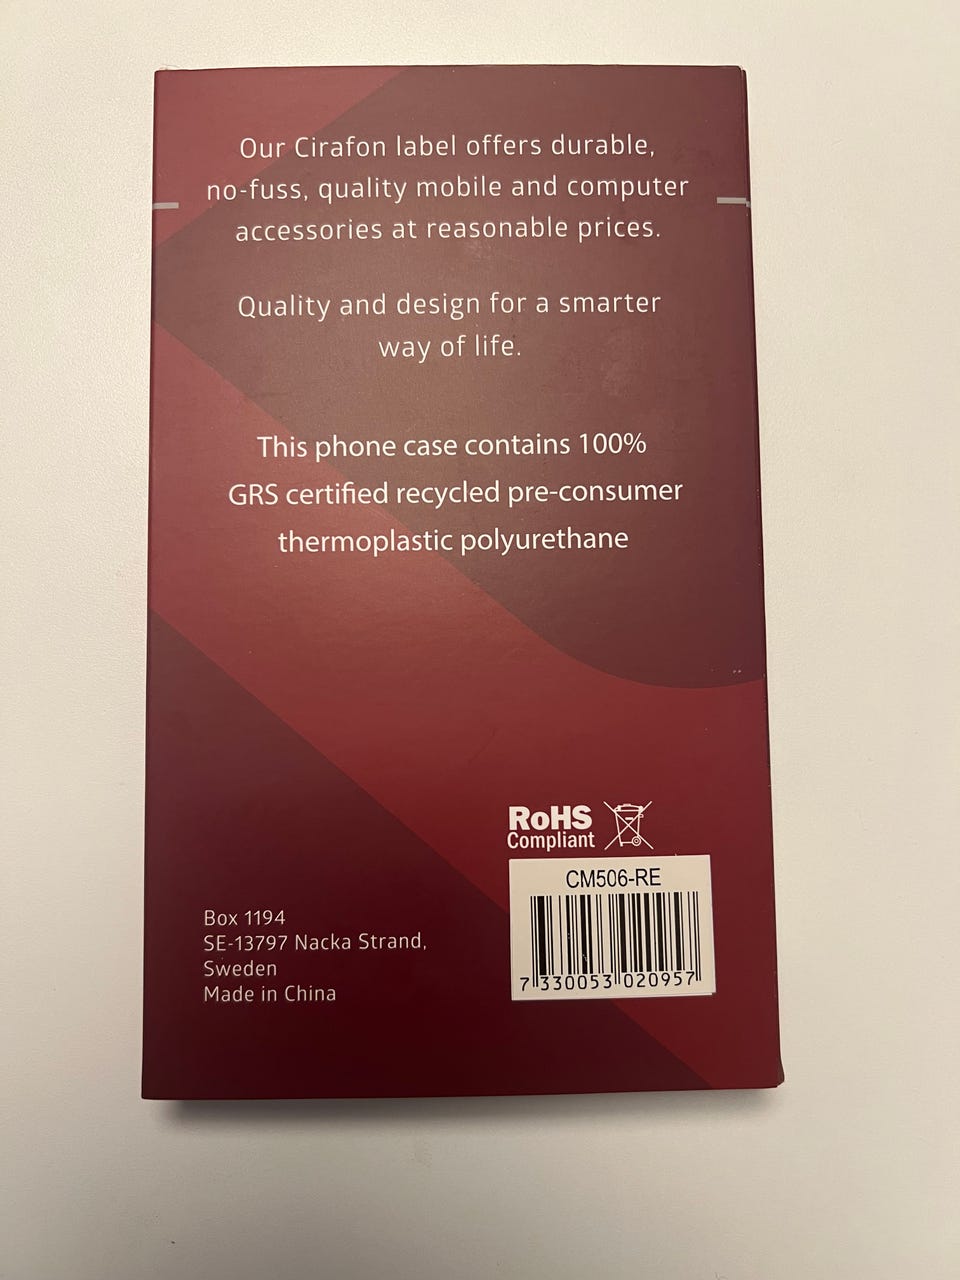 Our Cirafon label offers durable,
no-fuss, quality mobile and computer
accessories at reasonable prices.
Quality and design for a smarter
way of life.
This phone case contains 100%
GRS certified recycled pre-consumer
thermoplastic polyurethane
RoHS
Compliant
CM506-RE
7 330053 020957
Box 1194
SE-13797 Nacka Strand,
Sweden
Made in China